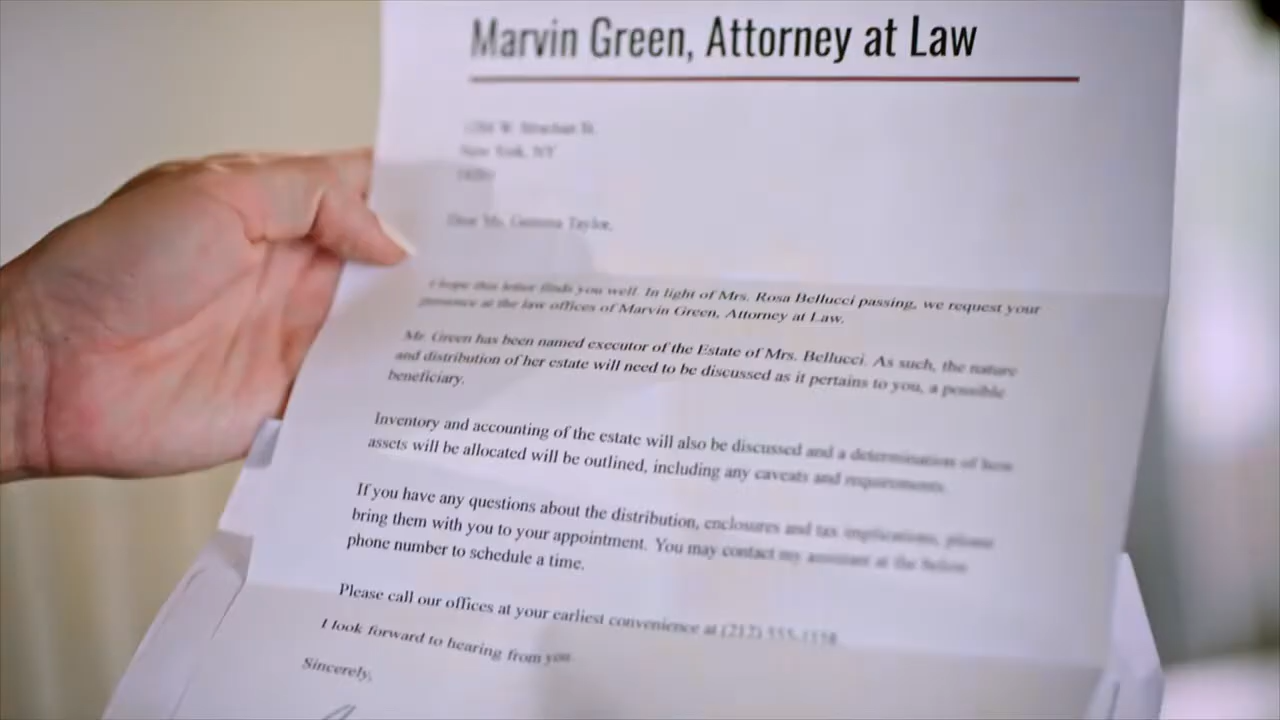 Marvin Green, Attorney at Law
New York, NY
Dear Ms. Gemma Taylor,
I hope this letter finds you well. In light of Mrs. Rosa Bellucci passing, we request your
presence at the law offices of Marvin Green, Attorney at Law.
Mr. Green has been named executor of the Estate of Mrs. Bellucci. As such, the nature
and distribution of her estate will need to be discussed as it pertains to you, a possible
beneficiary.
Inventory and accounting of the estate will also be discussed and a determination of how
assets will be allocated will be outlined, including any caveats and requirements.
If you have any questions about the distribution, enclosures and tax implications, please
bring them with you to your appointment. You may contact my assistant at the below
phone number to schedule a time.
Please call our offices at your earliest convenience at (212) 555-
I look forward to hearing from you
Sincerely,